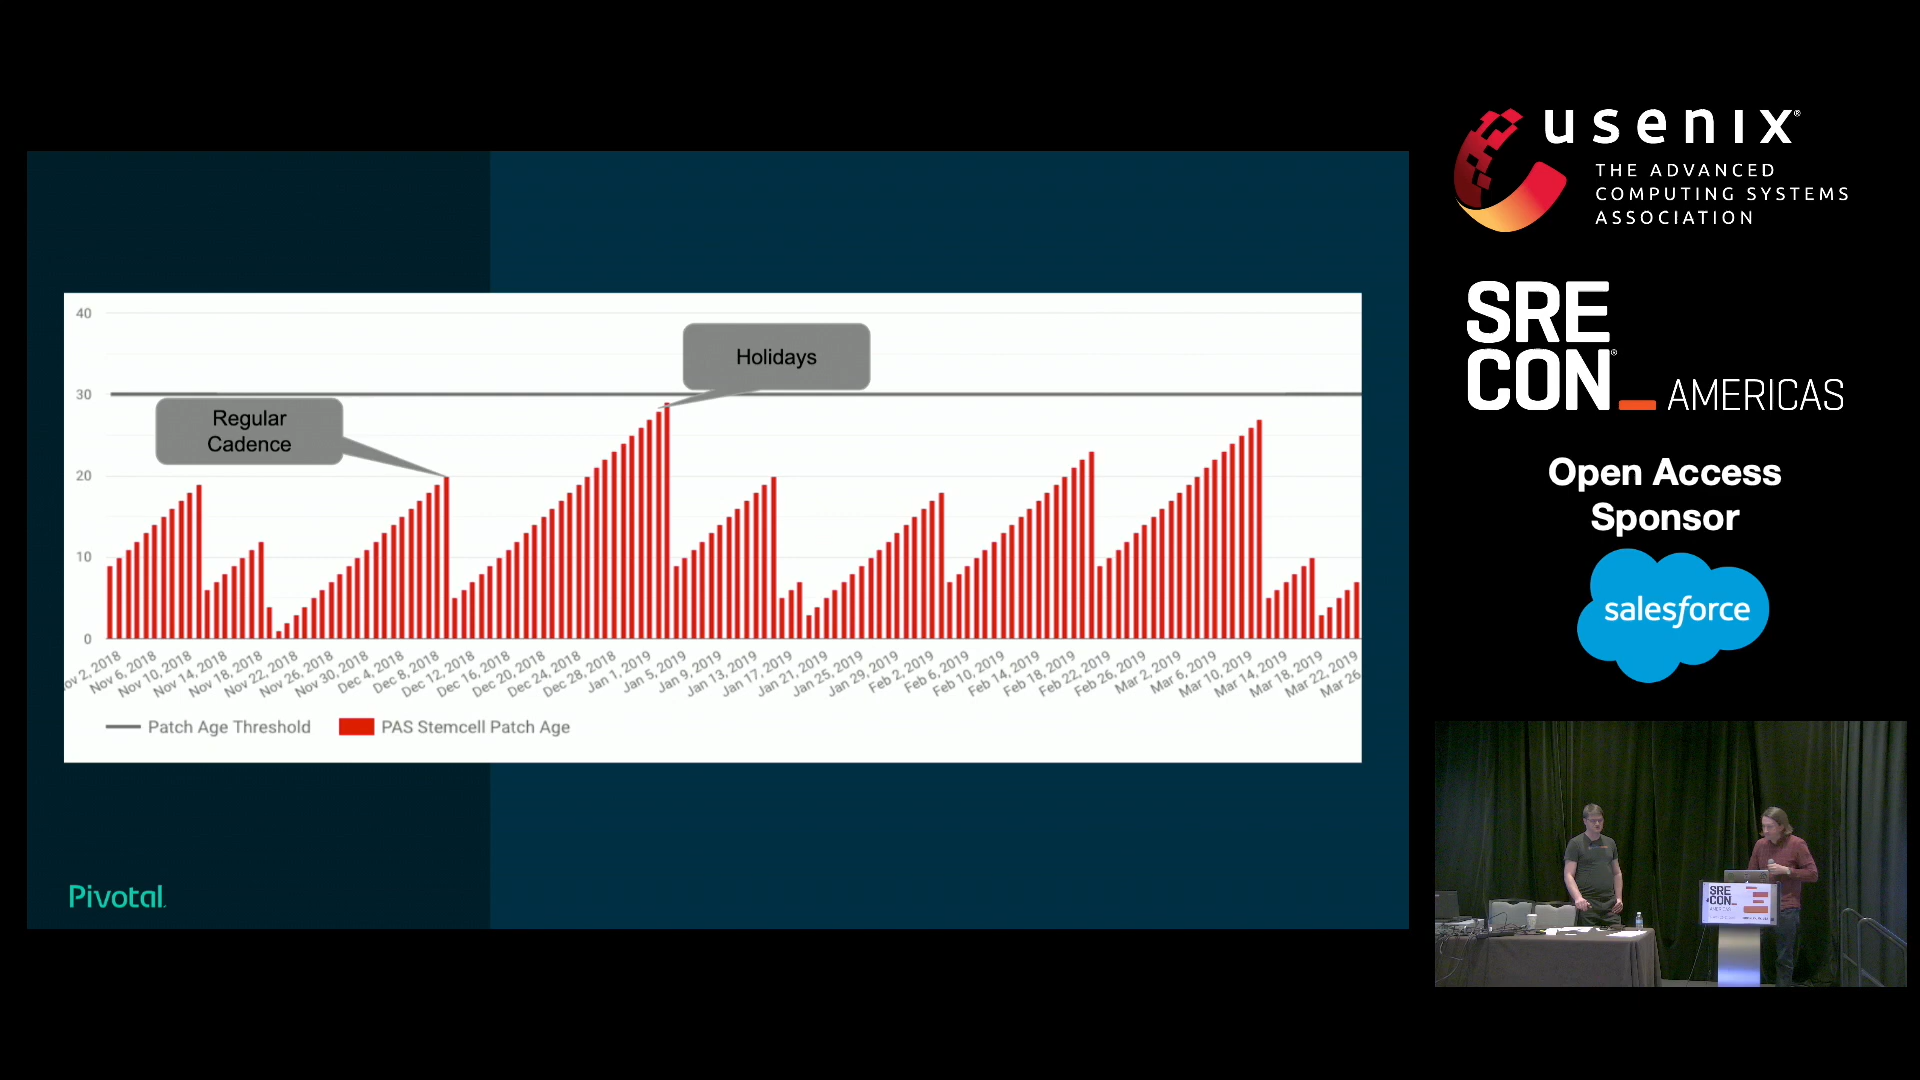 40
30
20
10
0
Holidays
Regular
Cadence
ov 2, 2018
Nov 6, 2018
Nov 10, 2018
Nov 14, 2018
Nov 18, 2018
Nov 22, 2018
Nov 26, 2018
Nov 30, 2018
Dec 4, 2018
Dec 8, 2018
Dec 12, 2018
Dec 16, 2018
Dec 20, 2018
Dec 24, 2018
Dec 28, 2018
Jan 1, 2019
Jan 5, 2019
Jan 9, 2019
Jan 13, 2019
Jan 17, 2019
Jan 21, 2019
Jan 25, 2019
Jan 29, 2019
Feb 2, 2019
Feb 6, 2019
Feb 10, 2019
Feb 14, 2019
Feb 18, 2019
Feb 22, 2019
Feb 26, 2019
Mar 2, 2019
Mar 6, 2019
Mar 10, 2019
Mar 14, 2019
Mar 18, 2019
Mar 22, 2019
Mar 26
Patch Age Threshold
PAS Stemcell Patch Age
Pivotal
usenix®
THE ADVANCED
COMPUTING SYSTEMS
ASSOCIATION
SRE
CON®_AMERICAS
Open Access
Sponsor
salesforce
SRE
CON_